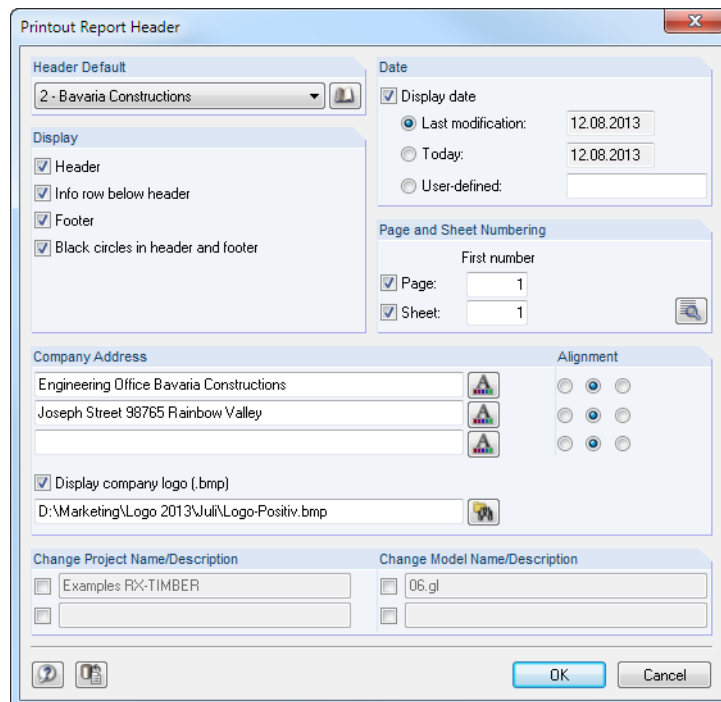 Printout Report Header
Header Default
2 - Bavaria Constructions
Display
Header
Info row below header
Footer
Black circles in header and footer
Date
Display date
Last modification: 12.08.2013
Today: 12.08.2013
User-defined:
Page and Sheet Numbering
First number
Page: 1
Sheet: 1
Company Address Alignment
Engineering Office Bavaria Constructions
Joseph Street 98765 Rainbow Valley
Display company logo (.bmp)
D:\Marketing\Logo 2013\Juli\Logo-Positiv.bmp
Change Project Name/Description
Examples RX-TIMBER
Change Model Name/Description
06.gl
OK Cancel